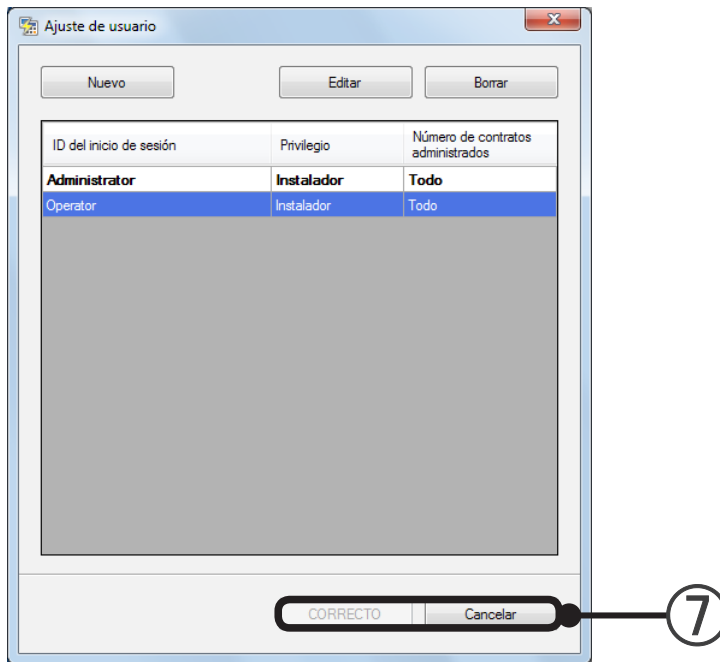 Ajuste de usuario
Nuevo Editar Borrar
ID del inicio de sesión Privilegio Número de contratos
administrados
Administrator Instalador Todo
Operator Instalador Todo
CORRECTO Cancelar
7